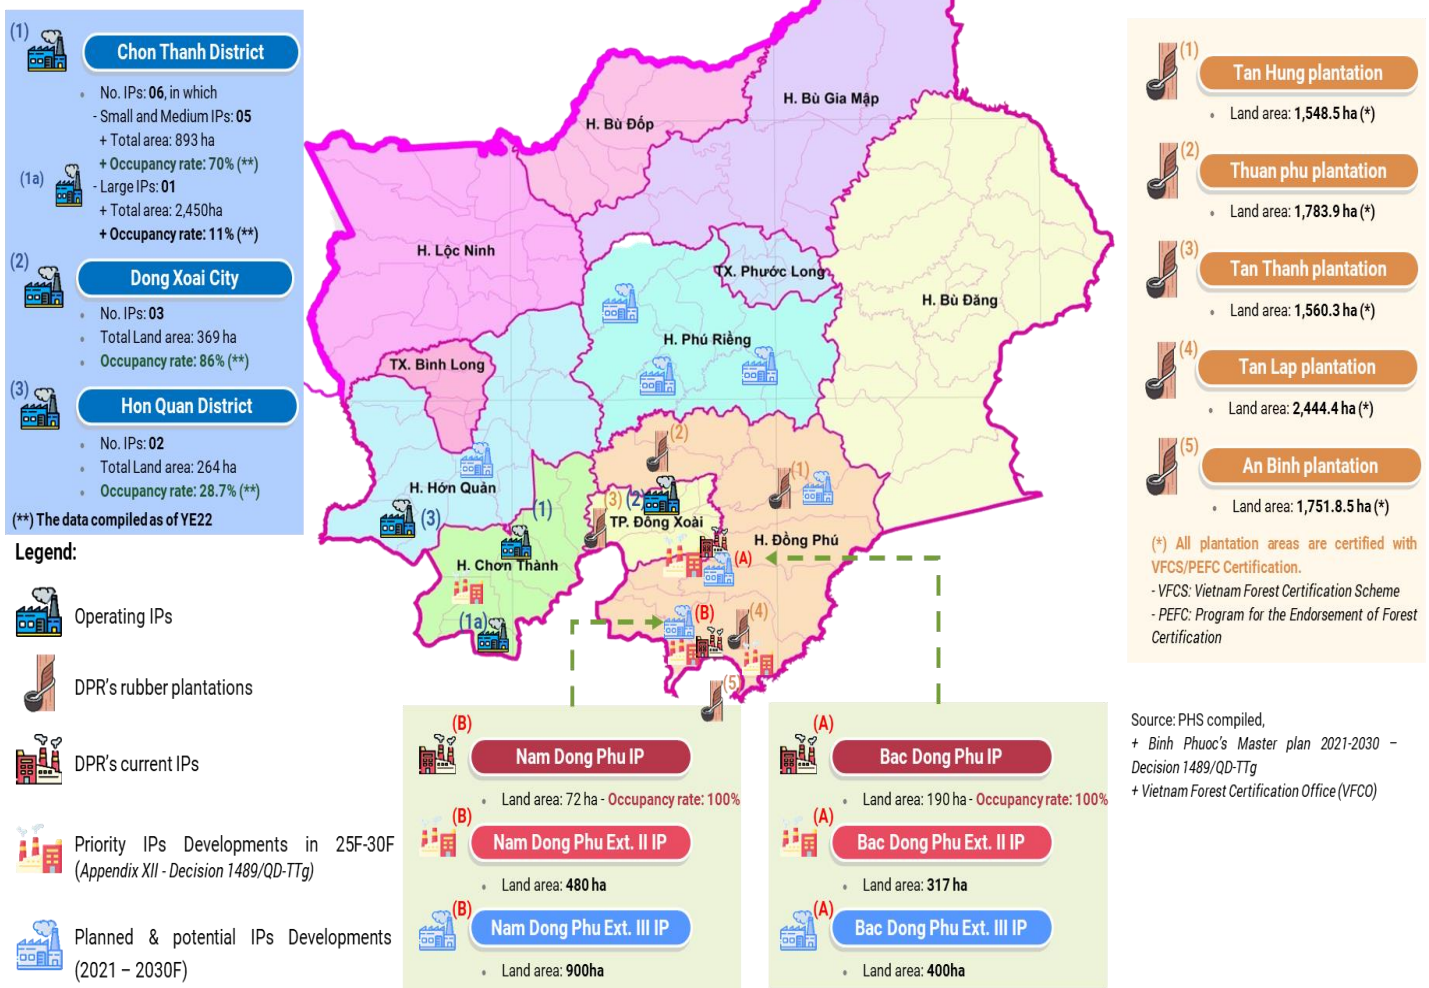 (1)
Chon Thanh District
No. IPs: 06, in which
- Small and Medium IPs: 05
+ Total area: 893 ha
+ Occupancy rate: 70% (**)
(1a)
- Large IPs: 01
+ Total area: 2,450ha
+ Occupancy rate: 11% (**)
(2)
Dong Xoai City
No. IPs: 03
Total Land area: 369 ha
Occupancy rate: 86% (**)
(3)
Hon Quan District
No. IPs: 02
Total Land area: 264 ha
Occupancy rate: 28.7% (**)
(**) The data compiled as of YE22
Legend:
Operating IPs
DPR's rubber plantations
DPR's current IPs
Priority IPs Developments in 25F-30F
(Appendix XII - Decision 1489/QD-TTg)
Planned & potential IPs Developments
(2021 – 2030F)
H. Bù Gia Mập
H. Bù Đốp
H. Lộc Ninh
TX. Phước Long
H. Bù Đăng
H. Phú Riềng
TX. Bình Long
(2)
(1)
H. Hớn Quản
(3)
(1)
(3) (2)
TP. Đồng Xoài
H. Đồng Phú
(A)
H. Chơn Thành
(B)
(4)
(1a)
(5)
(B)
Nam Dong Phu IP
Land area: 72 ha - Occupancy rate: 100%
(B)
Nam Dong Phu Ext. II IP
Land area: 480 ha
(B)
Nam Dong Phu Ext. III IP
Land area: 900ha
(A)
Bac Dong Phu IP
Land area: 190 ha - Occupancy rate: 100%
(A)
Bac Dong Phu Ext. II IP
Land area: 317 ha
(A)
Bac Dong Phu Ext. III IP
Land area: 400ha
(1)
Tan Hung plantation
Land area: 1,548.5 ha (*)
(2)
Thuan phu plantation
Land area: 1,783.9 ha (*)
(3)
Tan Thanh plantation
Land area: 1,560.3 ha (*)
(4)
Tan Lap plantation
Land area: 2,444.4 ha (*)
(5)
An Binh plantation
Land area: 1,751.8.5 ha (*)
(*) All plantation areas are certified with
VFCS/PEFC Certification.
- VFCS: Vietnam Forest Certification Scheme
- PEFC: Program for the Endorsement of Forest
Certification
Source: PHS compiled,
+ Binh Phuoc's Master plan 2021-2030 –
Decision 1489/QD-TTg
+ Vietnam Forest Certification Office (VFCO)